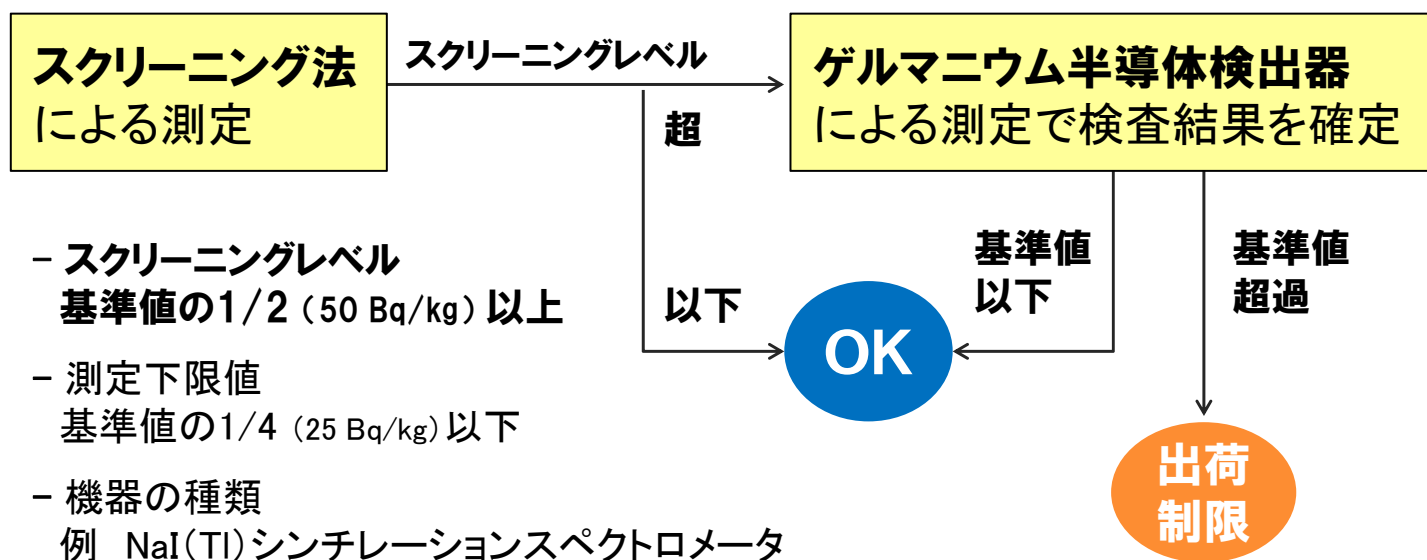 スクリーニング法
による測定
スクリーニングレベル
超
以下
ゲルマニウム半導体検出器
による測定で検査結果を確定
基準値
以下
基準値
超過
OK
出荷
制限
− スクリーニングレベル
基準値の1/2（50 Bq/kg）以上
− 測定下限値
基準値の1/4（25 Bq/kg）以下
− 機器の種類
例　NaI（Tl）シンチレーションスペクトロメータ